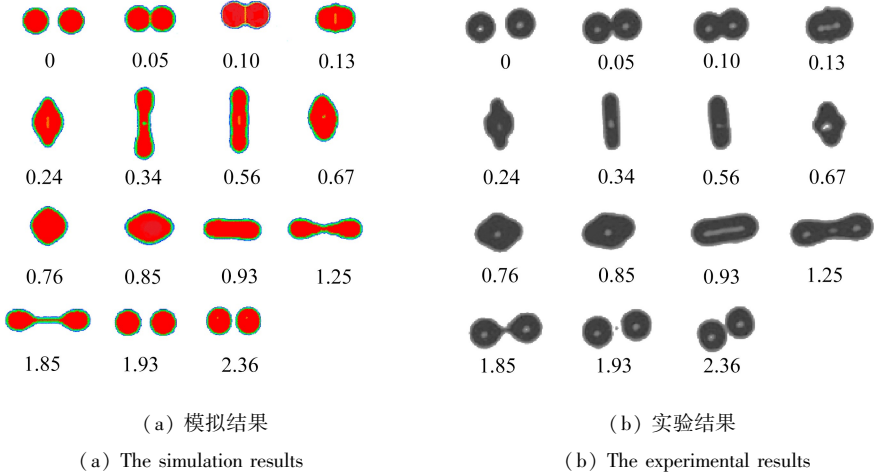 0 0.05 0.10 0.13
0.24 0.34 0.56 0.67
0.76 0.85 0.93 1.25
1.85 1.93 2.36
(a) 模拟结果
(a) The simulation results
0 0.05 0.10 0.13
0.24 0.34 0.56 0.67
0.76 0.85 0.93 1.25
1.85 1.93 2.36
(b) 实验结果
(b) The experimental results